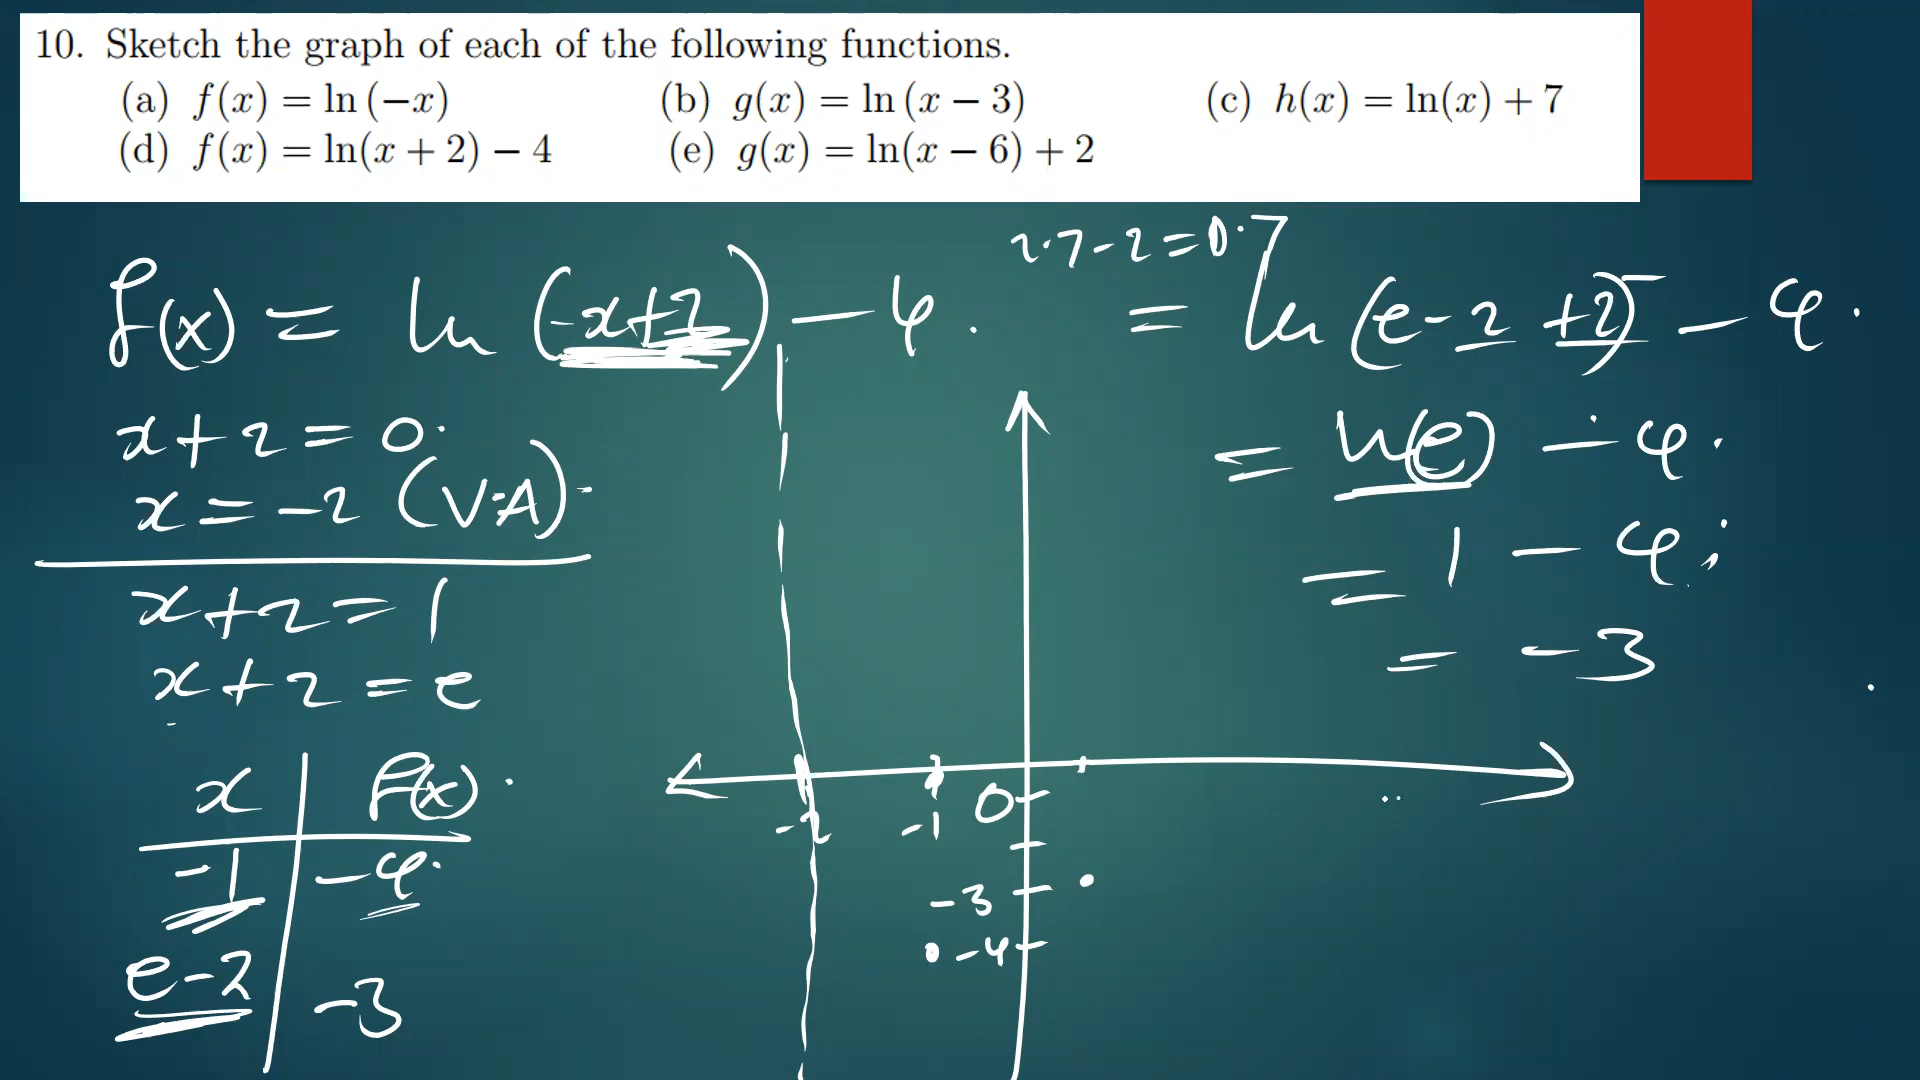 10. Sketch the graph of each of the following functions.
(a) f(x) = ln (−x) (b) g(x) = ln (x − 3) (c) h(x) = ln(x) + 7
(d) f(x) = ln(x + 2) − 4 (e) g(x) = ln(x − 6) + 2
f(x) = ln (-x+2) - 4.
x+2 = 0.
x = -2 (V.A)
x+2 = 1
x+2 = e
x f(x)
-1 -4.
e-2 -3
2.7-2=0.7
= ln (e-2 +2) - 4.
= ln(e) - 4.
= 1 - 4;
= -3
-2 -1 0
-3
-4